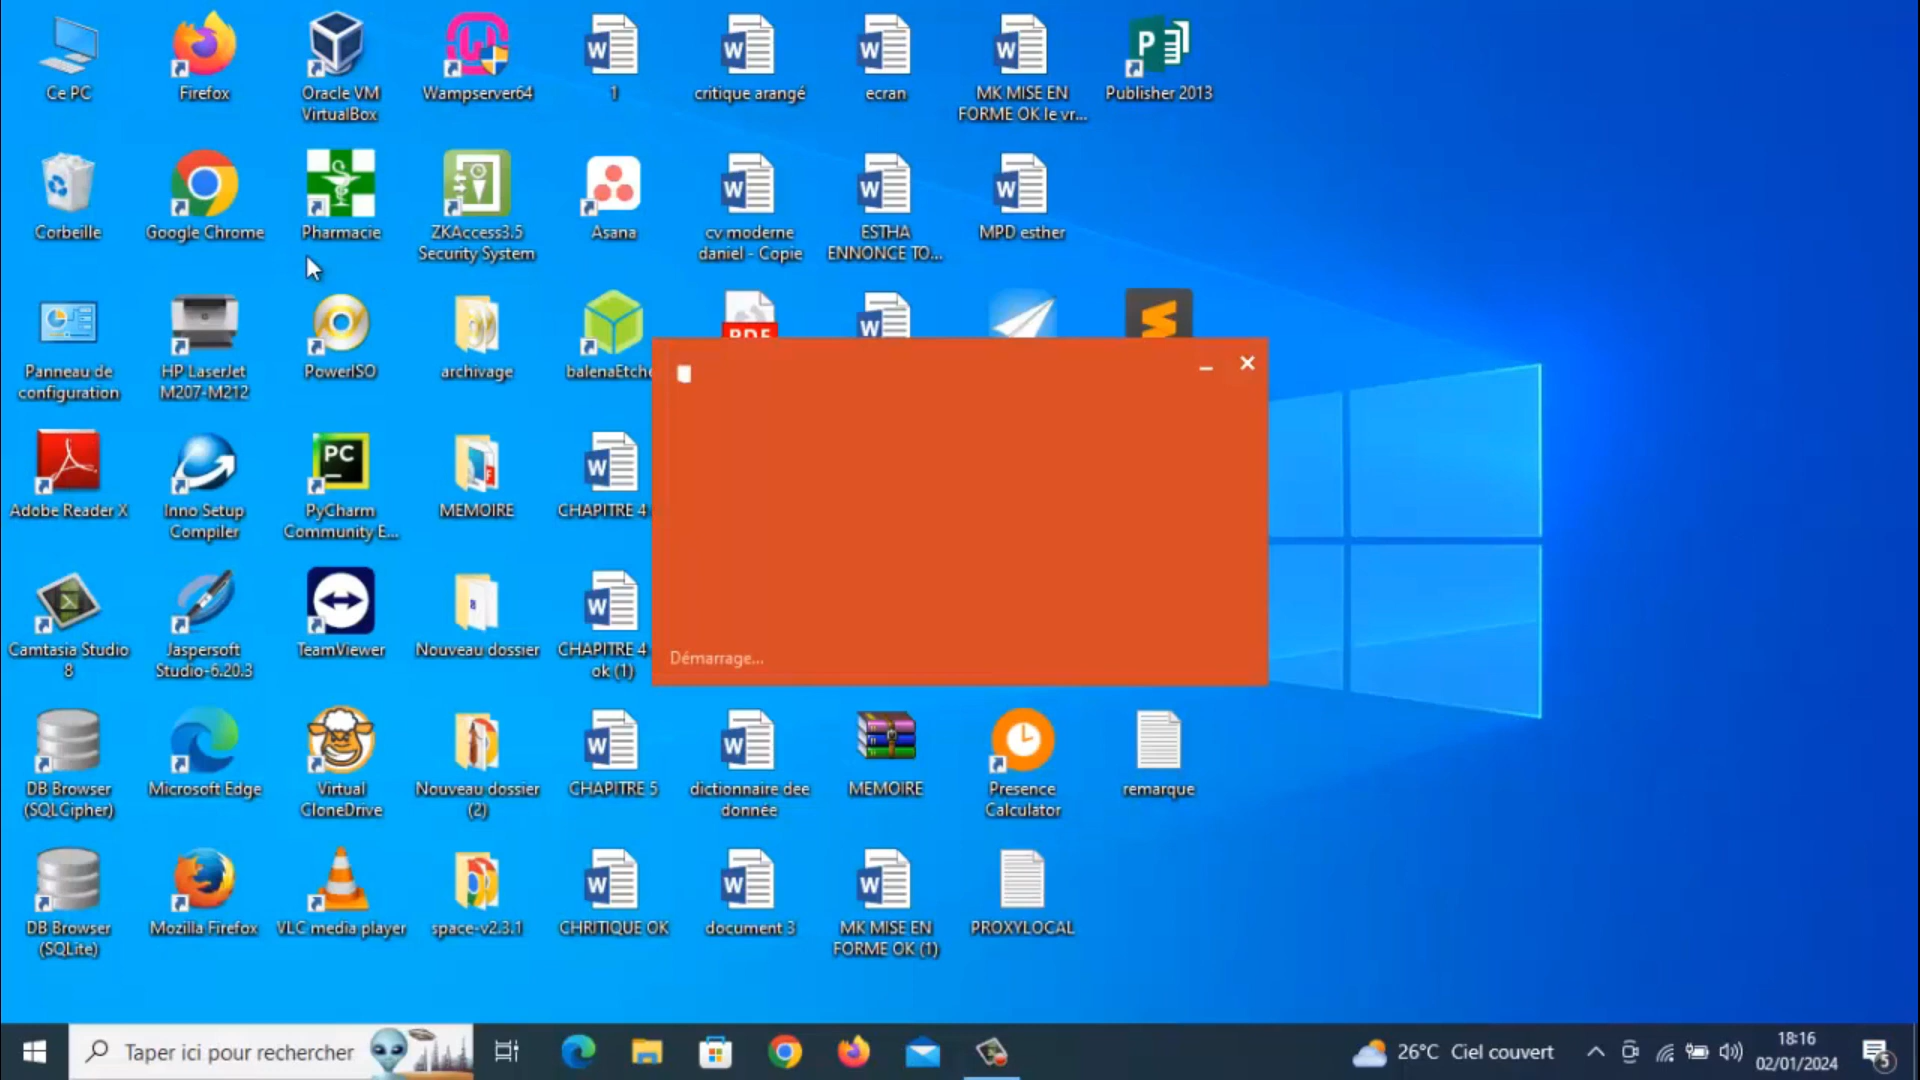 Ce PC
Firefox
Oracle VM
VirtualBox
Wampserver64
1
critique arangé
ecran
MK MISE EN
FORME OK le vr...
Publisher 2013
Corbeille
Google Chrome
Pharmacie
ZKAccess3.5
Security System
Asana
cv moderne
daniel - Copie
ESTHA
ENNONCE TO...
MPD esther
Panneau de
configuration
HP LaserJet
M207-M212
PowerISO
archivage
balenaEtche
PDF
Démarrage...
Adobe Reader X
Inno Setup
Compiler
PC
PyCharm
Community E...
MEMOIRE
CHAPITRE 4
Camtasia Studio
8
Jaspersoft
Studio-6.20.3
TeamViewer
Nouveau dossier
CHAPITRE 4
ok (1)
DB Browser
(SQLCipher)
Microsoft Edge
Virtual
CloneDrive
Nouveau dossier
(2)
CHAPITRE 5
dictionnaire dee
donnée
MEMOIRE
Presence
Calculator
remarque
DB Browser
(SQLite)
Mozilla Firefox
VLC media player
space-v2.3.1
CHRITIQUE OK
document 3
MK MISE EN
FORME OK (1)
PROXYLOCAL
Taper ici pour rechercher
26°C Ciel couvert
18:16
02/01/2024
5